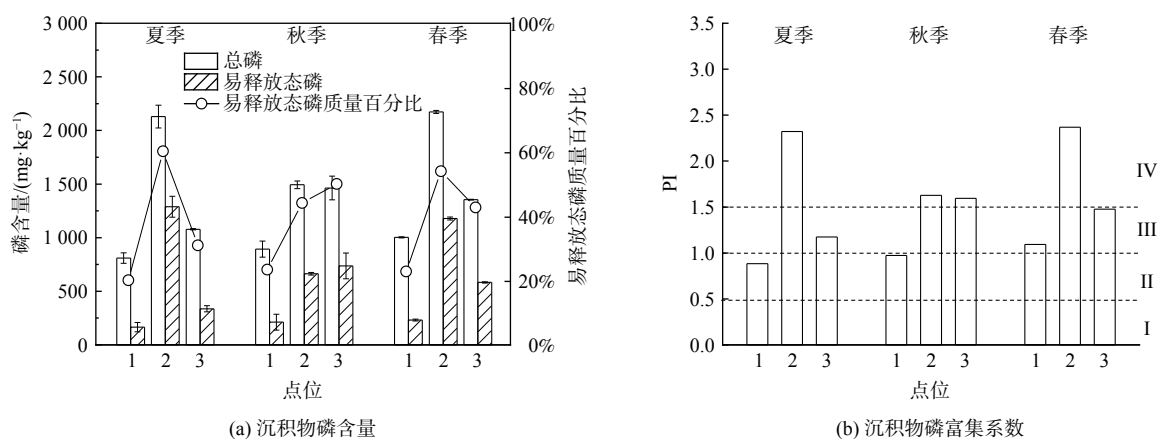 夏季 秋季 春季
总磷
易释放态磷
易释放态磷质量百分比
磷含量/(mg·kg⁻¹)
3 000
2 500
2 000
1 500
1 000
500
0
100%
80%
60%
40%
20%
0%
易释放态磷质量百分比
1 2 3 1 2 3 1 2 3
点位
(a) 沉积物磷含量
夏季 秋季 春季
PI
3.5
3.0
2.5
2.0
1.5
1.0
0.5
0.0
IV
III
II
I
1 2 3 1 2 3 1 2 3
点位
(b) 沉积物磷富集系数